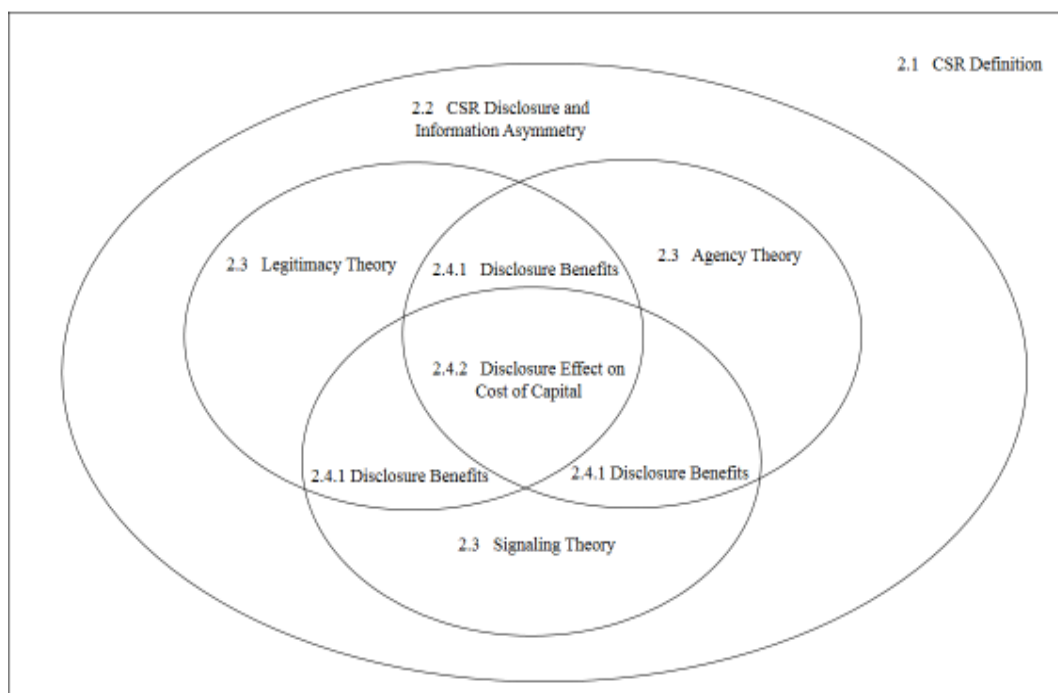 2.1 CSR Definition
2.2 CSR Disclosure and
Information Asymmetry
2.3 Legitimacy Theory
2.4.1 Disclosure Benefits
2.3 Agency Theory
2.4.2 Disclosure Effect on
Cost of Capital
2.4.1 Disclosure Benefits
2.4.1 Disclosure Benefits
2.3 Signaling Theory